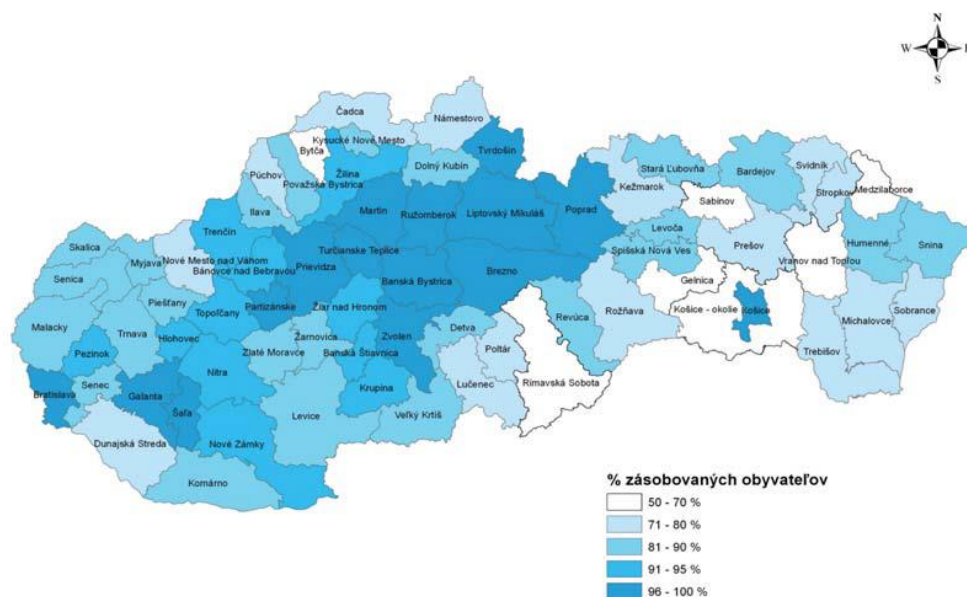 N
W
E
S
Čadca
Námestovo
Kysucké Nové Mesto
Bytča
Tvrdošín
Dolný Kubín
Stará Ľubovňa
Bardejov
Svidník
Medzilaborce
Žilina
Púchov
Považská Bystrica
Kežmarok
Stropkov
Sabinov
Ilava
Martin
Ružomberok
Liptovský Mikuláš
Poprad
Levoča
Trenčín
Turčianske Teplice
Prešov
Humenné
Snina
Skalica
Myjava
Nové Mesto nad Váhom
Spišská Nová Ves
Vranov nad Topľou
Bánovce nad Bebravou
Prievidza
Brezno
Senica
Banská Bystrica
Gelnica
Piešťany
Partizánske
Žiar nad Hronom
Košice - okolie
Košice
Sobrance
Malacky
Topoľčany
Rožňava
Revúca
Trnava
Hlohovec
Žarnovica
Zvolen
Detva
Michalovce
Trebišov
Pezinok
Zlaté Moravce
Banská Štiavnica
Poltár
Nitra
Rimavská Sobota
Senec
Krupina
Lučenec
Bratislava
Galanta
Šaľa
Levice
Veľký Krtíš
Dunajská Streda
Nové Zámky
Komárno
% zásobovaných obyvateľov
50 - 70 %
71 - 80 %
81 - 90 %
91 - 95 %
96 - 100 %